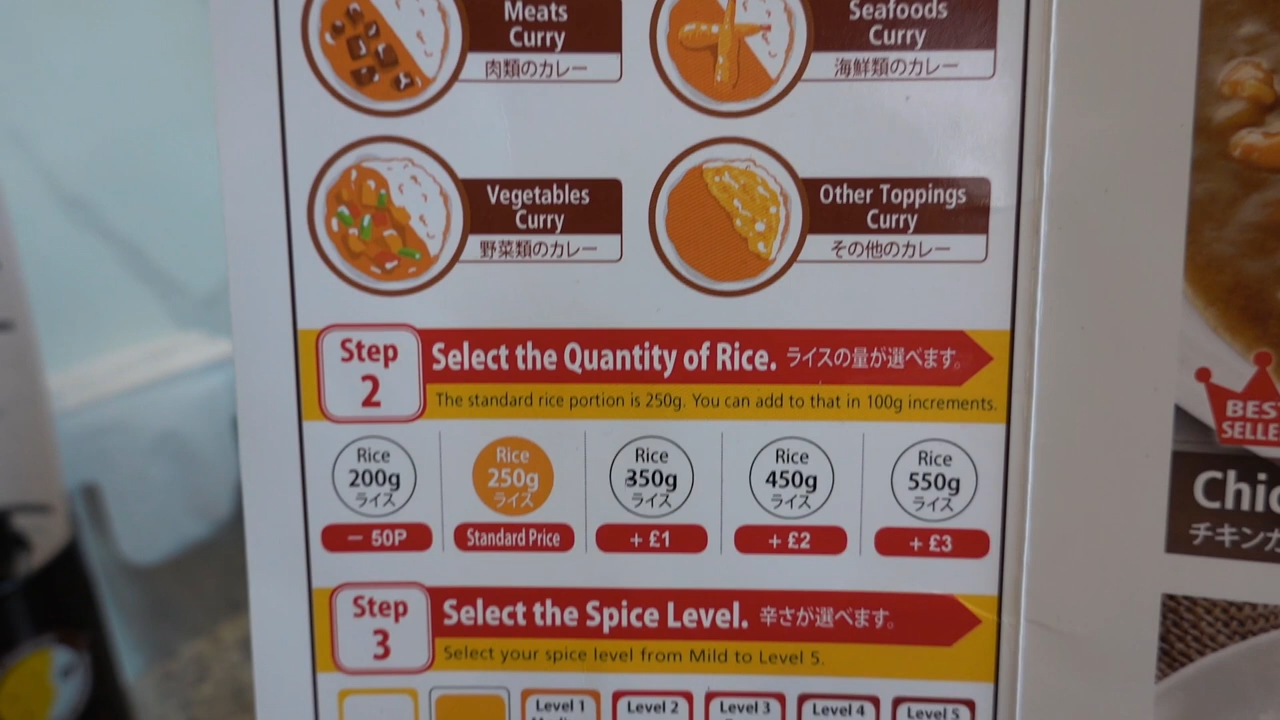 Meats
Curry
肉類のカレー
Seafoods
Curry
海鮮類のカレー
Vegetables
Curry
野菜類のカレー
Other Toppings
Curry
その他のカレー
Step
2
Select the Quantity of Rice. ライスの量が選べます。
The standard rice portion is 250g. You can add to that in 100g increments.
Rice
200g
ライス
− 50P
Rice
250g
ライス
Standard Price
Rice
350g
ライス
+ £1
Rice
450g
ライス
+ £2
Rice
550g
ライス
+ £3
Step
3
Select the Spice Level. 辛さが選べます。
Select your spice level from Mild to Level 5.
Level 1
Level 2
Level 3
Level 4
Level 5
BES
SELLE
Chic
チキンカ